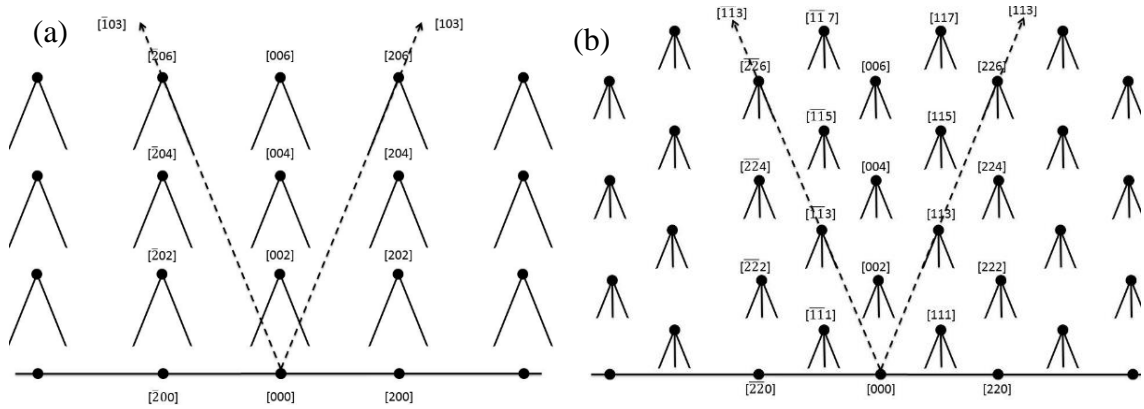 (a)
[1̅03] [103]
[2̅06] [006] [206]
[2̅04] [004] [204]
[2̅02] [002] [202]
[2̅00] [000] [200]
(b)
[1̅1̅3] [113]
[1̅1̅ 7] [117]
[2̅2̅6] [006] [226]
[1̅1̅5] [115]
[2̅2̅4] [004] [224]
[1̅1̅3] [113]
[2̅2̅2] [002] [222]
[1̅1̅1] [111]
[2̅2̅0] [000] [220]